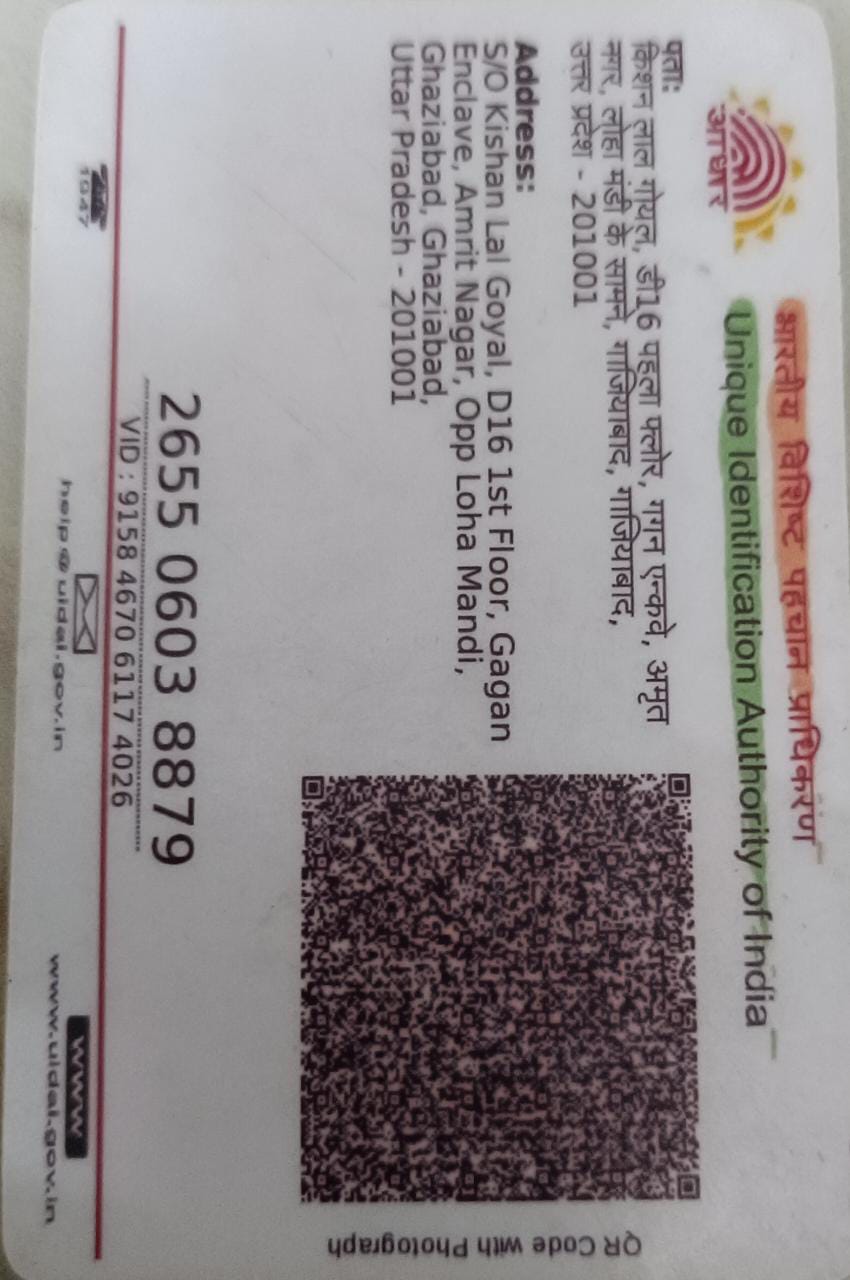 भारतीय विशिष्ट पहचान प्राधिकरण
Unique Identification Authority of India
आधार
पता:
किशन लाल गोयल, डी16 पहला फ्लोर, गगन एन्कवे, अमृत
नगर, लोहा मंडी के सामने, गाजियाबाद, गाजियाबाद,
उत्तर प्रदेश - 201001
Address:
S/O Kishan Lal Goyal, D16 1st Floor, Gagan
Enclave, Amrit Nagar, Opp Loha Mandi,
Ghaziabad, Ghaziabad,
Uttar Pradesh - 201001
QR Code with Photograph
2655 0603 8879
VID : 9158 4670 6117 4026
1947
help@uidai.gov.in
www
www.uidai.gov.in